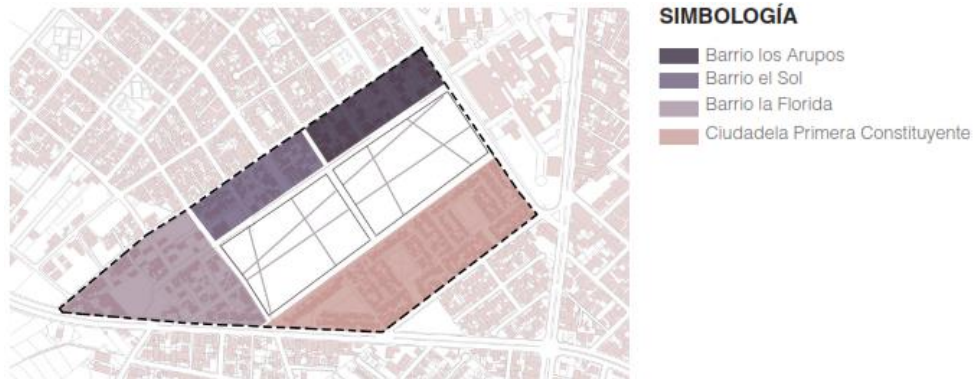 SIMBOLOGÍA
Barrio los Arupos
Barrio el Sol
Barrio la Florida
Ciudadela Primera Constituyente